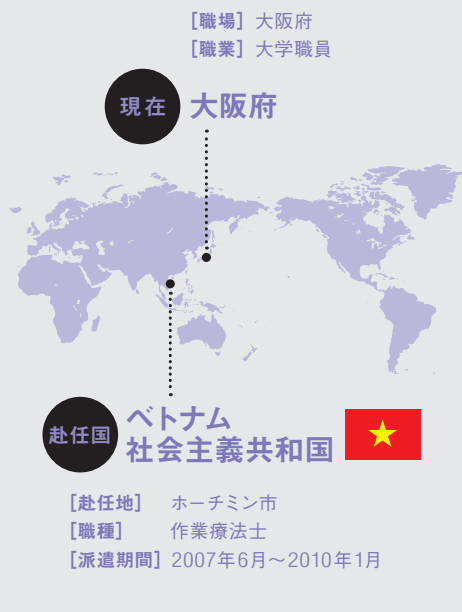 [職場] 大阪府
[職業] 大学職員
現在 大阪府
赴任国 ベトナム
社会主義共和国
[赴任地] ホーチミン市
[職種] 作業療法士
[派遣期間] 2007年6月〜2010年1月